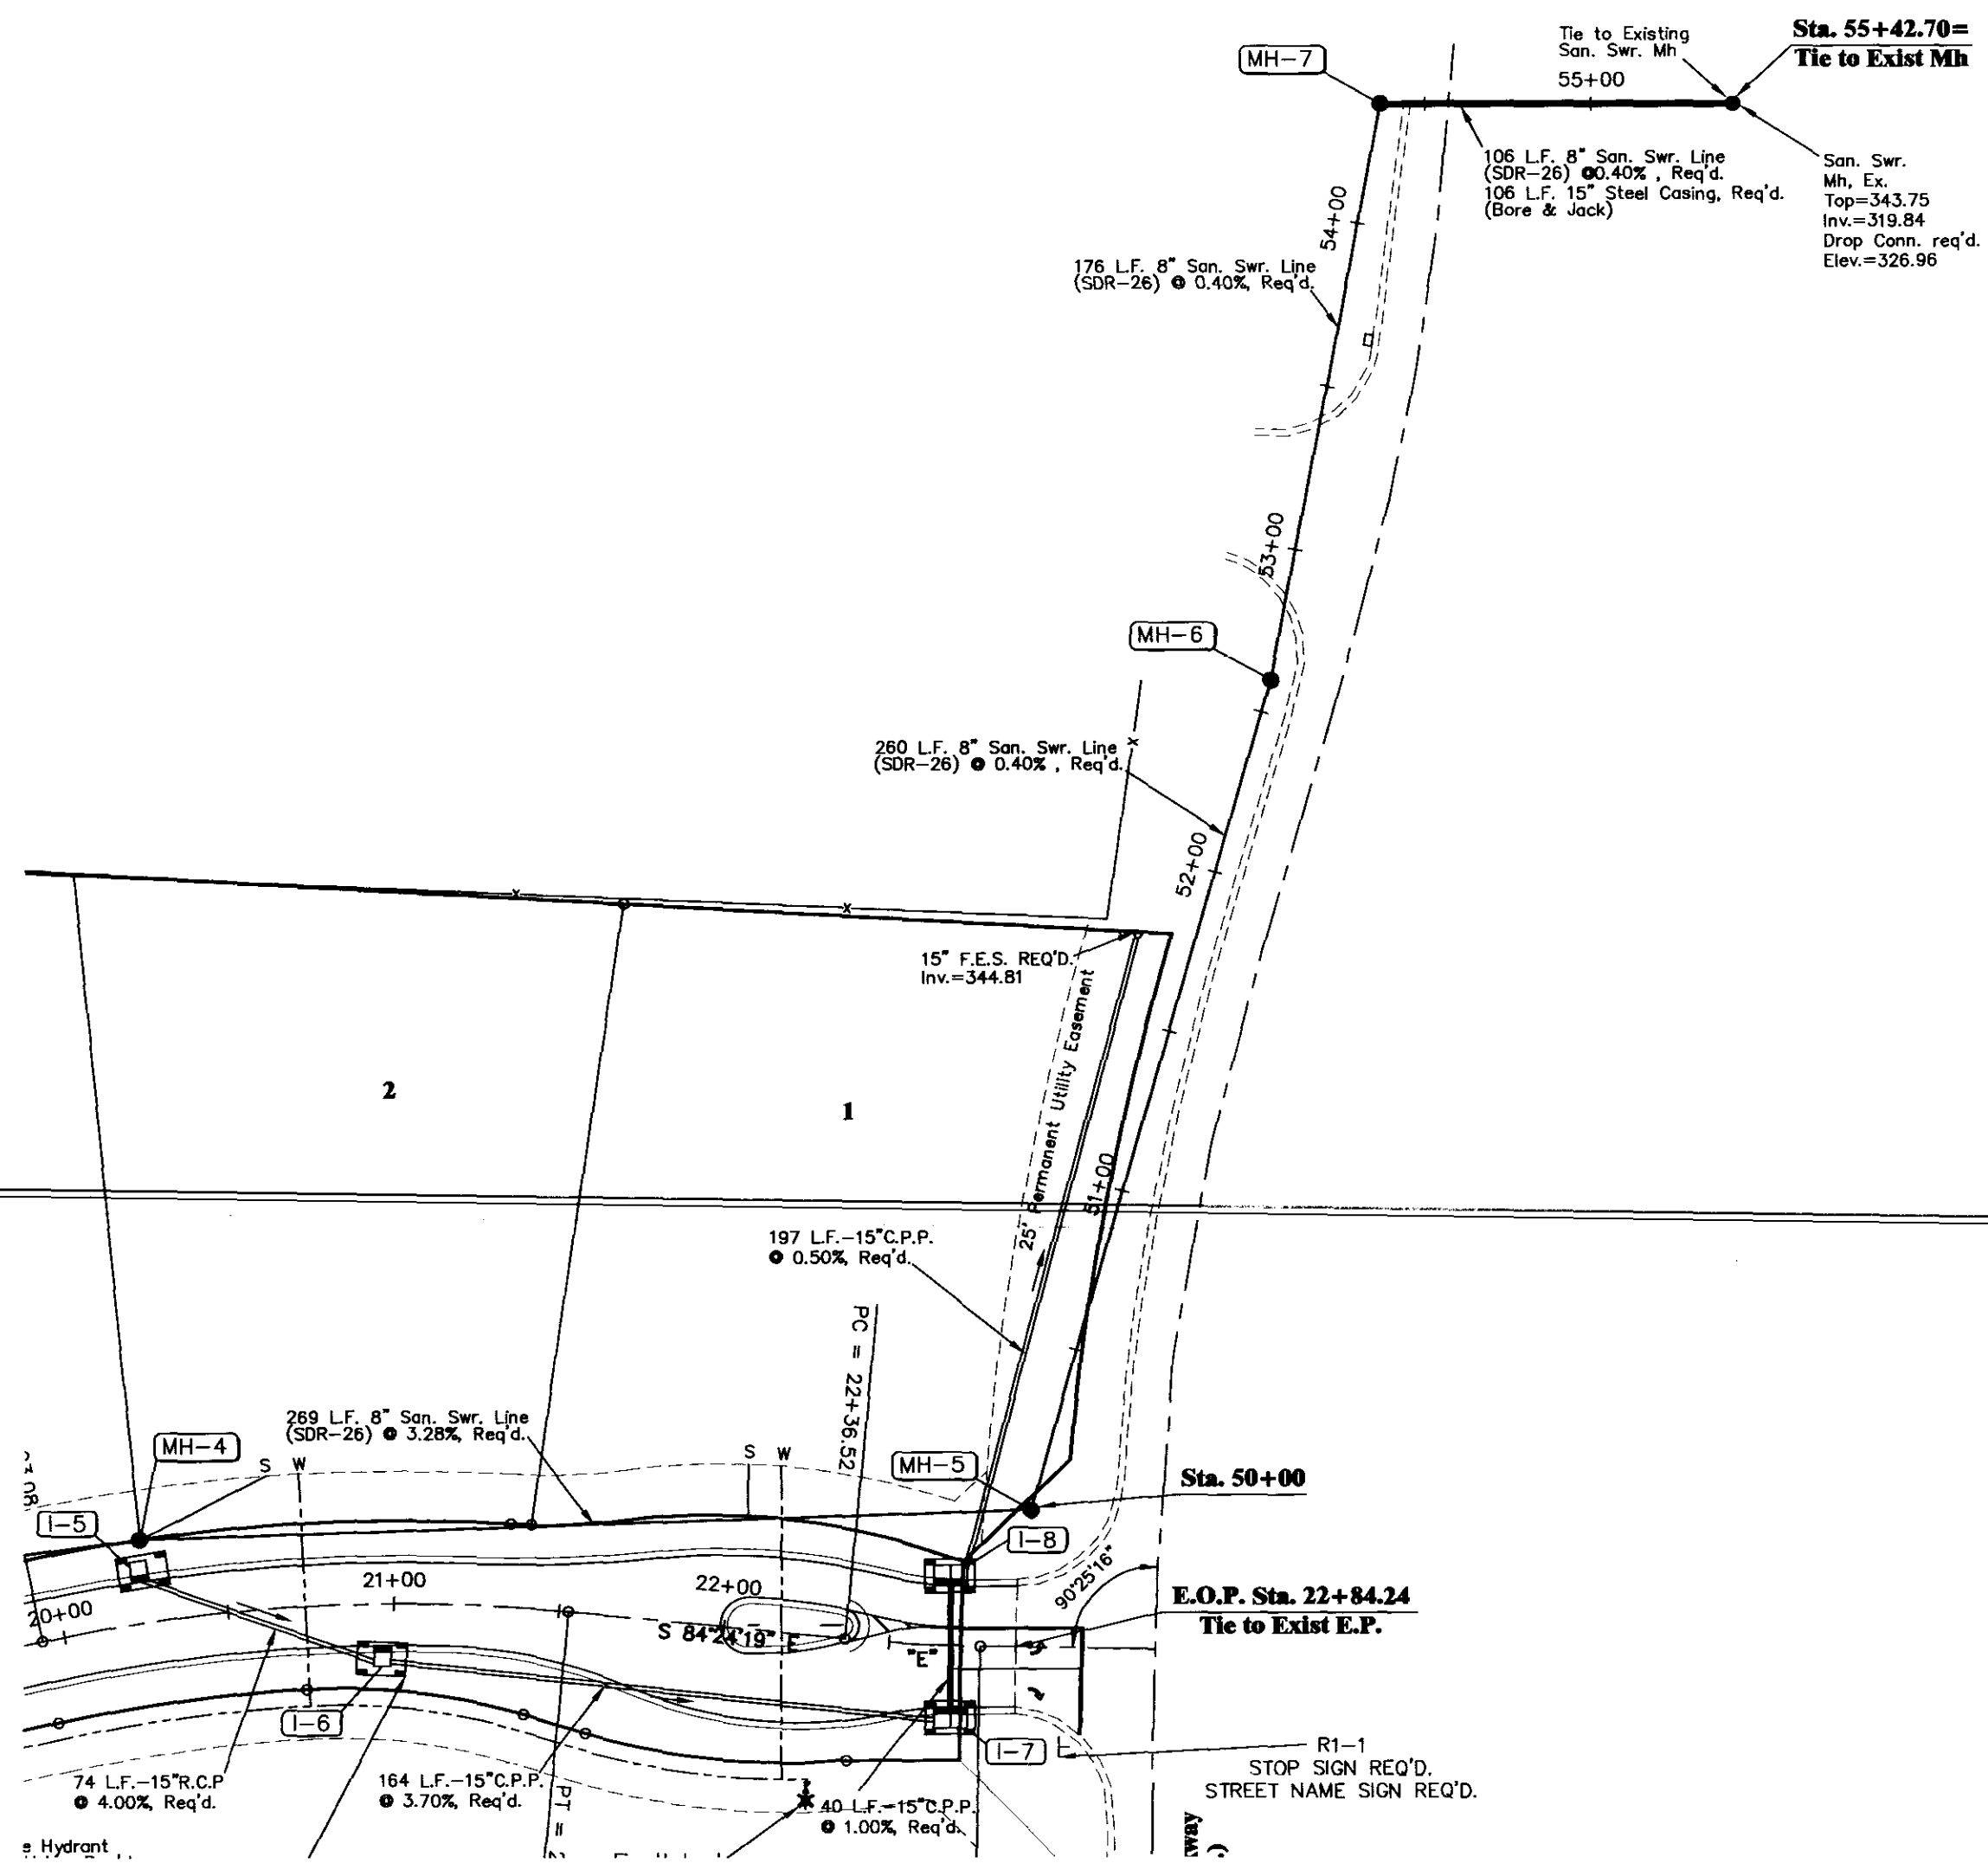 Sta. 55+42.70=
Tie to Exist Mh
Tie to Existing
San. Swr. Mh
55+00
MH-7
106 L.F. 8" San. Swr. Line
(SDR-26) @0.40% , Req'd.
106 L.F. 15" Steel Casing, Req'd.
(Bore & Jack)
San. Swr.
Mh, Ex.
Top=343.75
Inv.=319.84
Drop Conn. req'd.
Elev.=326.96
54+00
176 L.F. 8" San. Swr. Line
(SDR-26) @ 0.40%, Req'd.
53+00
MH-6
260 L.F. 8" San. Swr. Line
(SDR-26) @ 0.40% , Req'd.
x
52+00
x
x
15" F.E.S. REQ'D.
Inv.=344.81
25' Permanent Utility Easement
2
1
51+00
197 L.F.-15"C.P.P.
@ 0.50%, Req'd.
PC = 22+36.52
269 L.F. 8" San. Swr. Line
(SDR-26) @ 3.28%, Req'd.
MH-4
S W
S W
MH-5
Sta. 50+00
I-5
I-8
90°25'16"
20+00
21+00
22+00
E.O.P. Sta. 22+84.24
Tie to Exist E.P.
S 84°24'19" E
"E"
I-6
I-7
R1-1
STOP SIGN REQ'D.
STREET NAME SIGN REQ'D.
74 L.F.-15"R.C.P
@ 4.00%, Req'd.
164 L.F.-15"C.P.P.
@ 3.70%, Req'd.
PT = 2
40 L.F.-15"C.P.P.
@ 1.00%, Req'd.
e Hydrant
way